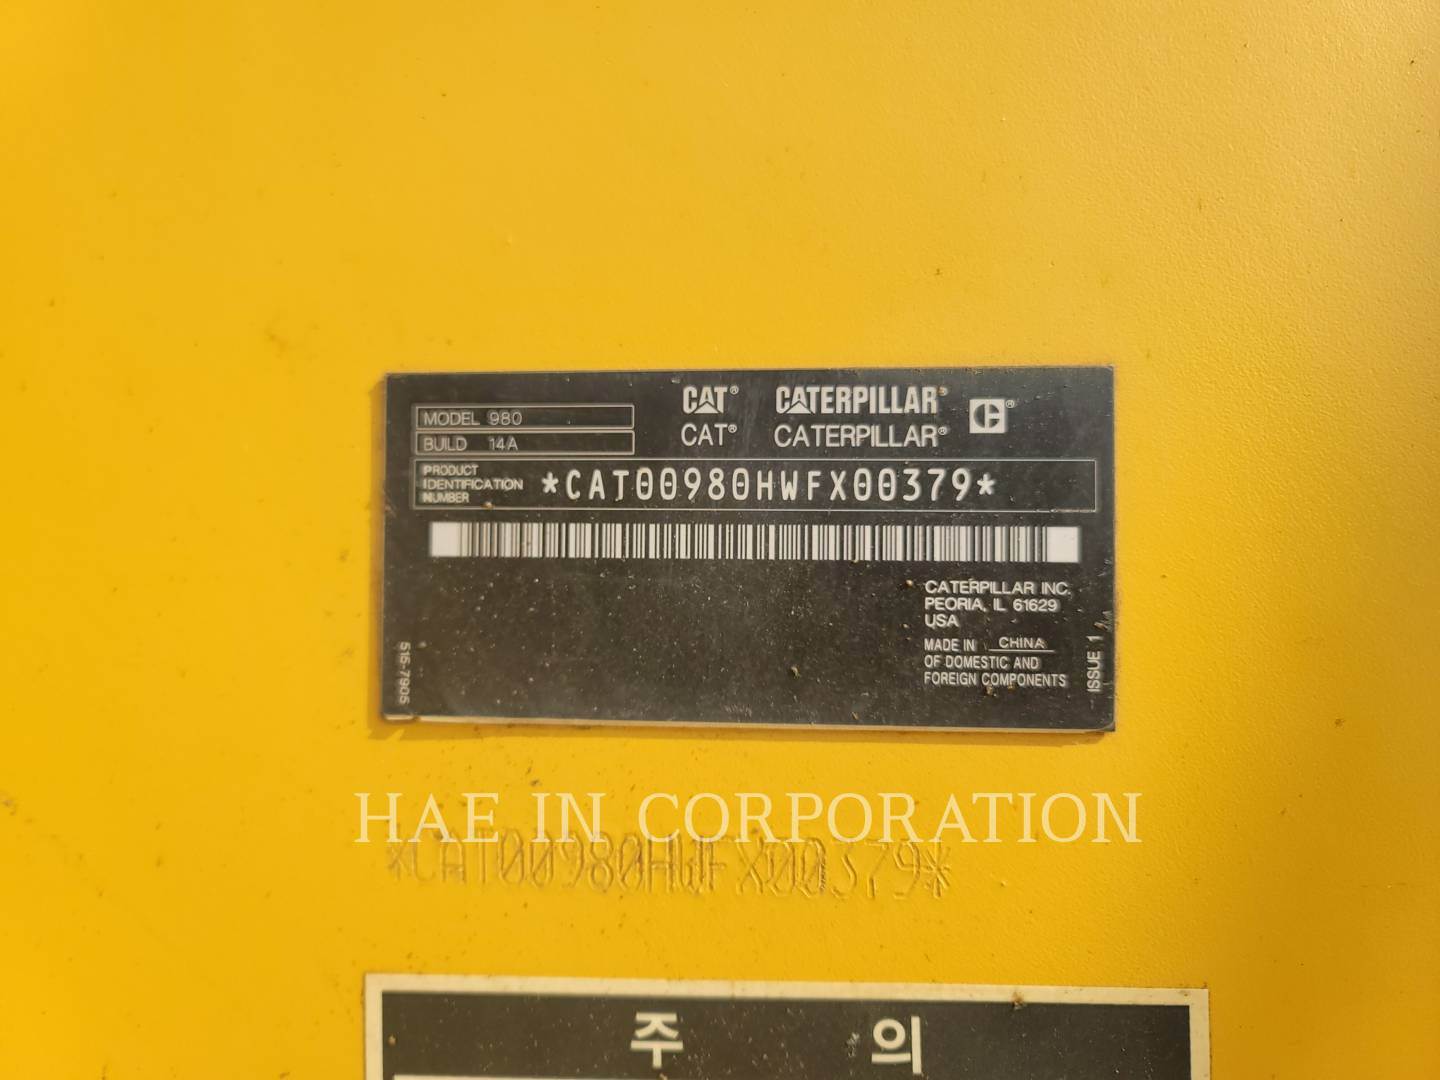 MODEL 980
BUILD 14A
CAT® CATERPILLAR® C®
CAT® CATERPILLAR®
PRODUCT
IDENTIFICATION
NUMBER
*CAT00980HWFX00379*
CATERPILLAR INC.
PEORIA, IL 61629
USA
MADE IN CHINA
OF DOMESTIC AND
FOREIGN COMPONENTS
515-7905
ISSUE 1
HAE IN CORPORATION
*CAT00980HWFX00379*
주 의